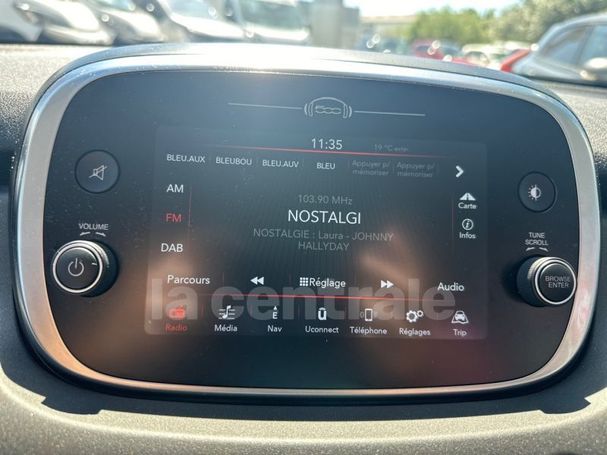 500
11:35 19 °C exter.
BLEU.AUX BLEUBOU BLEU.AUV BLEU Appuyer p/ mémoriser Appuyer p/ mémoriser
AM
FM
DAB
103.90 MHz
NOSTALGI
NOSTALGIE : Laura - JOHNNY
HALLYDAY
Carte
Infos
VOLUME
TUNE
SCROLL
BROWSE
ENTER
Parcours Réglage Audio
la centrale
Radio Média Nav Uconnect Téléphone Réglages Trip
E